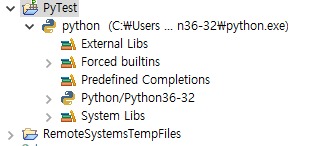 PyTest
python (C:₩Users ... n36-32₩python.exe)
External Libs
Forced builtins
Predefined Completions
Python/Python36-32
System Libs
RemoteSystemsTempFiles